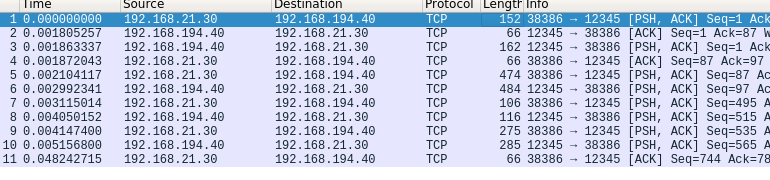 Time Source Destination Protocol Length Info
1 0.000000000 192.168.21.30 192.168.194.40 TCP 152 38386 → 12345 [PSH, ACK] Seq=1 Ack
2 0.001805257 192.168.194.40 192.168.21.30 TCP 66 12345 → 38386 [ACK] Seq=1 Ack=87 W
3 0.001863337 192.168.194.40 192.168.21.30 TCP 162 12345 → 38386 [PSH, ACK] Seq=1 Ack
4 0.001872043 192.168.21.30 192.168.194.40 TCP 66 38386 → 12345 [ACK] Seq=87 Ack=97
5 0.002104117 192.168.21.30 192.168.194.40 TCP 474 38386 → 12345 [PSH, ACK] Seq=87 Ac
6 0.002992341 192.168.194.40 192.168.21.30 TCP 484 12345 → 38386 [PSH, ACK] Seq=97 Ac
7 0.003115014 192.168.21.30 192.168.194.40 TCP 106 38386 → 12345 [PSH, ACK] Seq=495 A
8 0.004050152 192.168.194.40 192.168.21.30 TCP 116 12345 → 38386 [PSH, ACK] Seq=515 A
9 0.004147400 192.168.21.30 192.168.194.40 TCP 275 38386 → 12345 [PSH, ACK] Seq=535 A
10 0.005156800 192.168.194.40 192.168.21.30 TCP 285 12345 → 38386 [PSH, ACK] Seq=565 A
11 0.048242715 192.168.21.30 192.168.194.40 TCP 66 38386 → 12345 [ACK] Seq=744 Ack=78